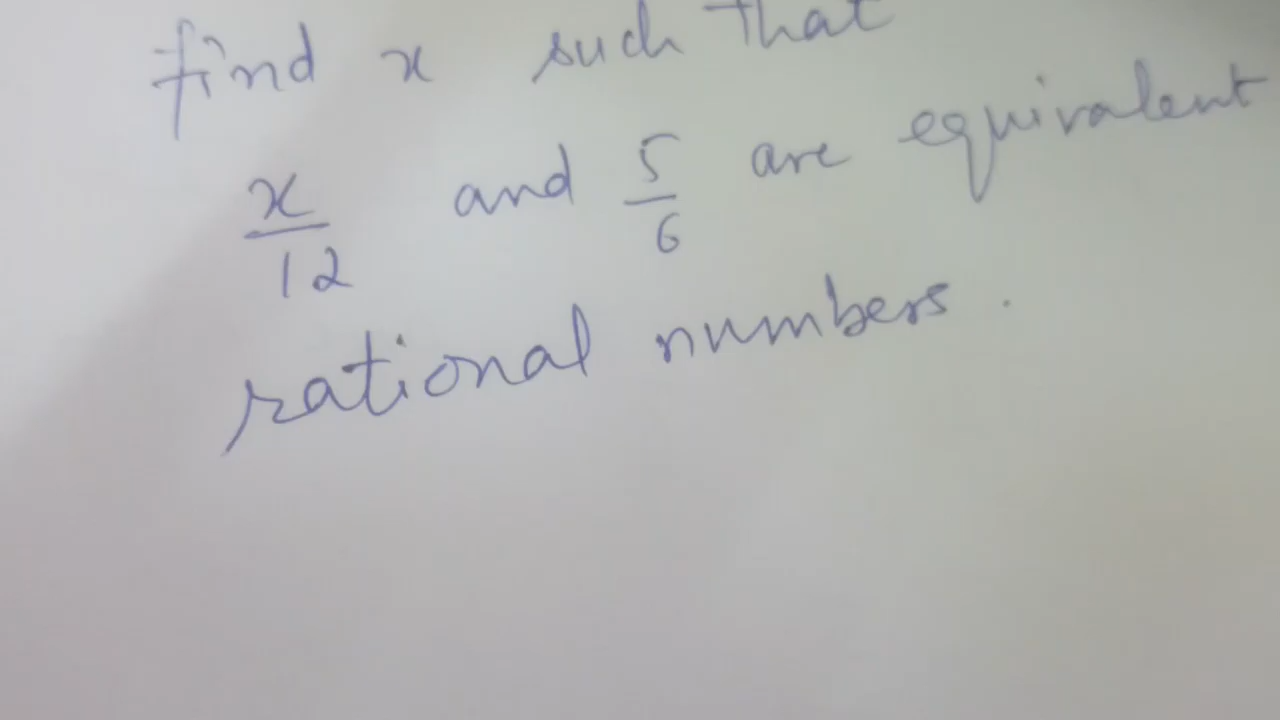 find x such that
x/12 and 5/6 are equivalent
rational numbers.